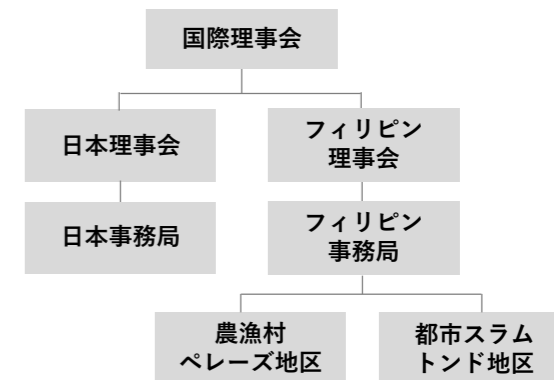 国際理事会
日本理事会
フィリピン
理事会
日本事務局
フィリピン
事務局
農漁村
ペレーズ地区
都市スラム
トンド地区